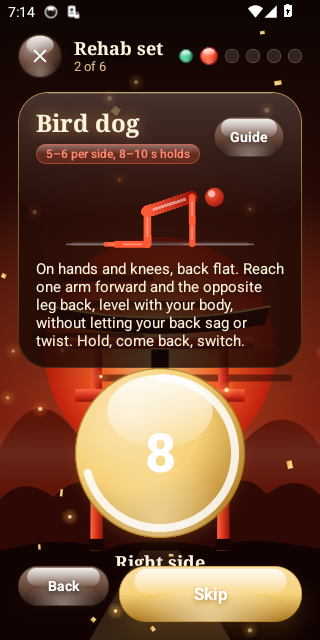 7:14
Rehab set
2 of 6
Bird dog
Guide
5–6 per side, 8–10 s holds
On hands and knees, back flat. Reach
one arm forward and the opposite
leg back, level with your body,
without letting your back sag or
twist. Hold, come back, switch.
8
Right side
Back
Skip